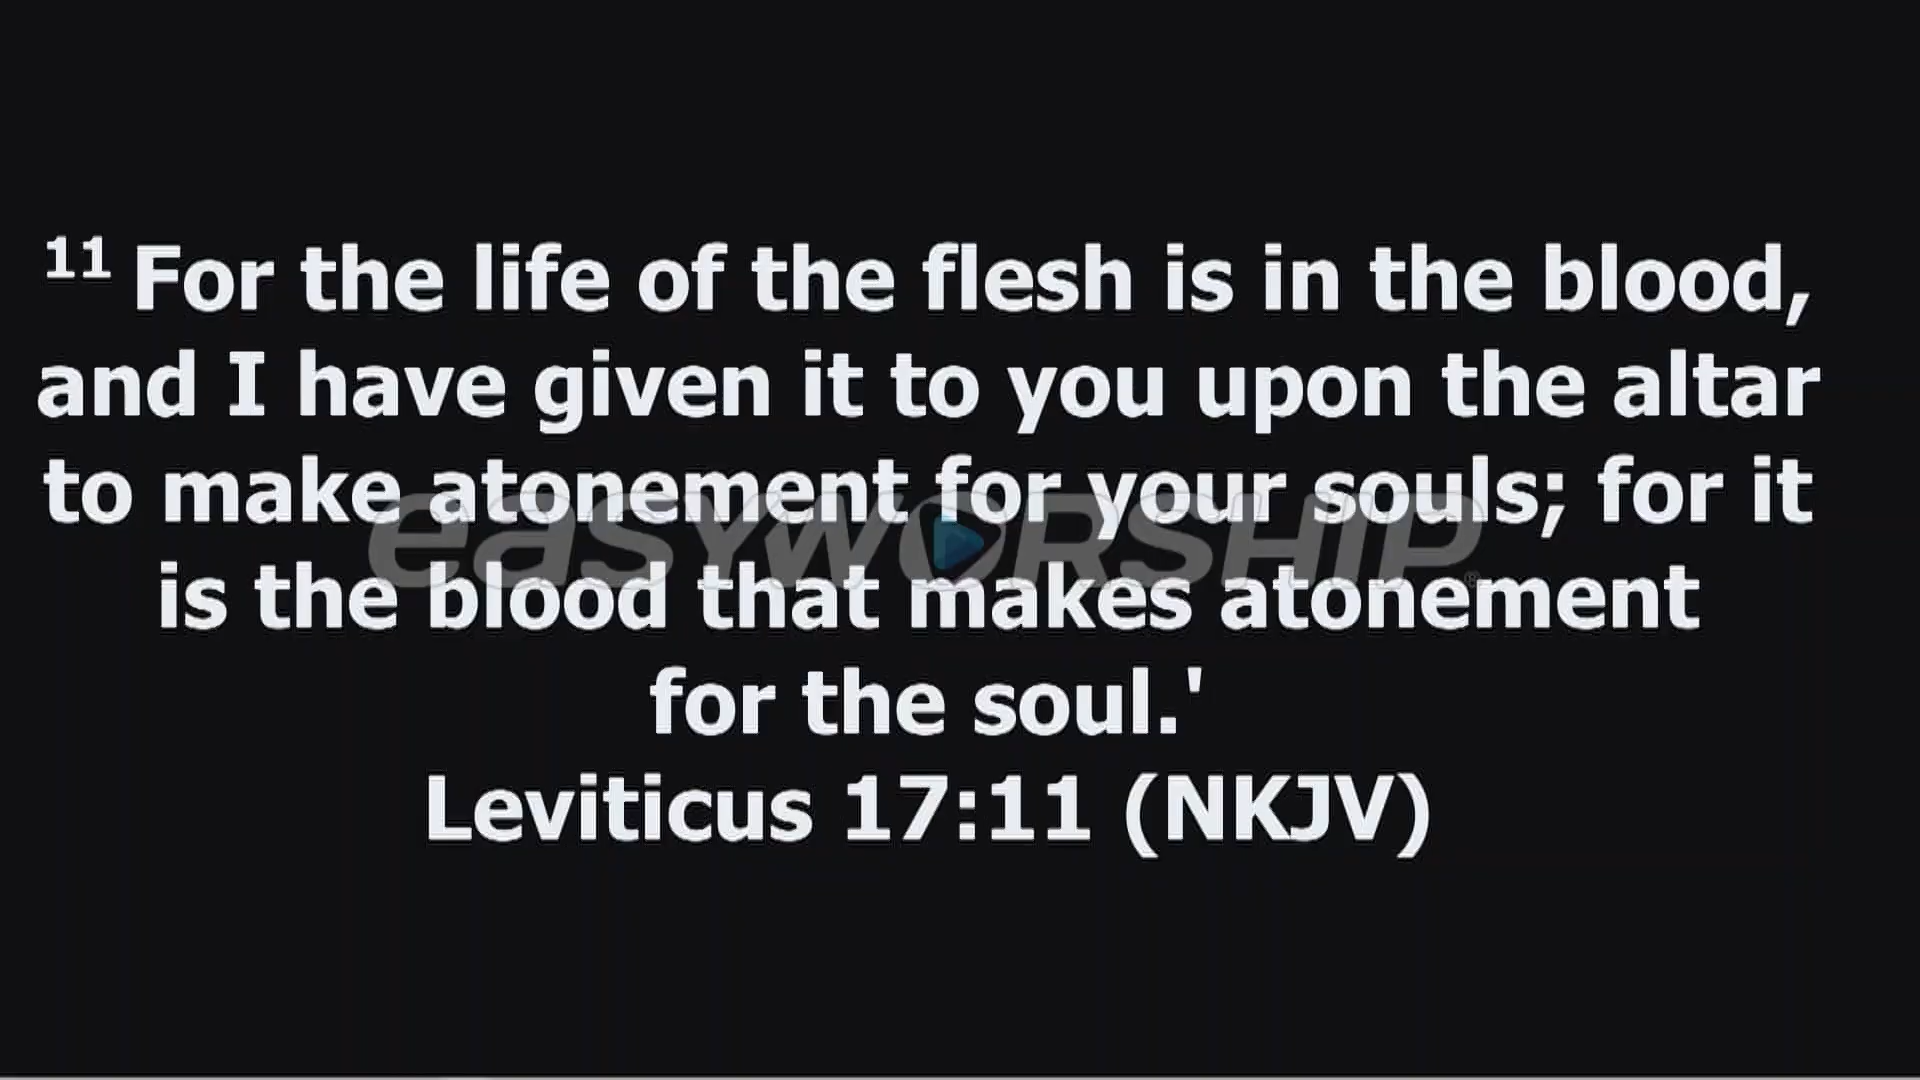 11 For the life of the flesh is in the blood,
and I have given it to you upon the altar
to make atonement for your souls; for it
easyworship®
is the blood that makes atonement
for the soul.'
Leviticus 17:11 (NKJV)